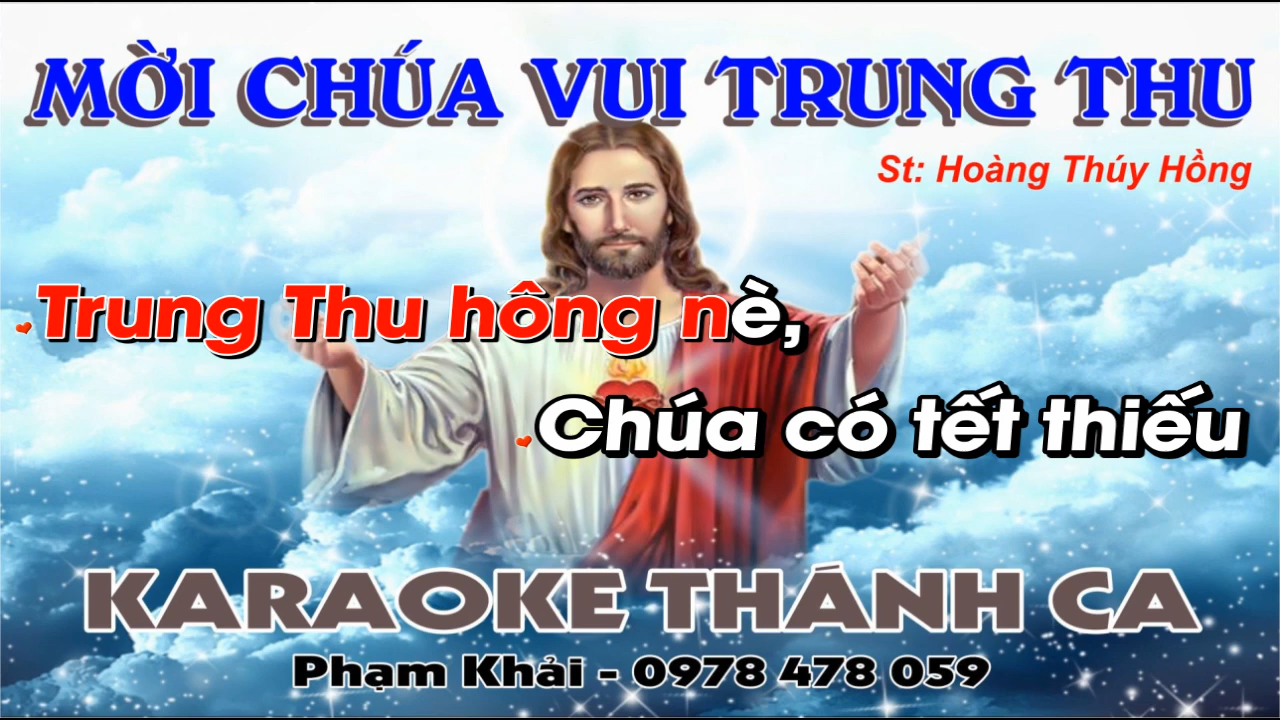 MỜI CHÚA VUI TRUNG THU
St: Hoàng Thúy Hồng
Trung Thu hông nè,
Chúa có tết thiếu
KARAOKE THÁNH CA
Phạm Khải - 0978 478 059